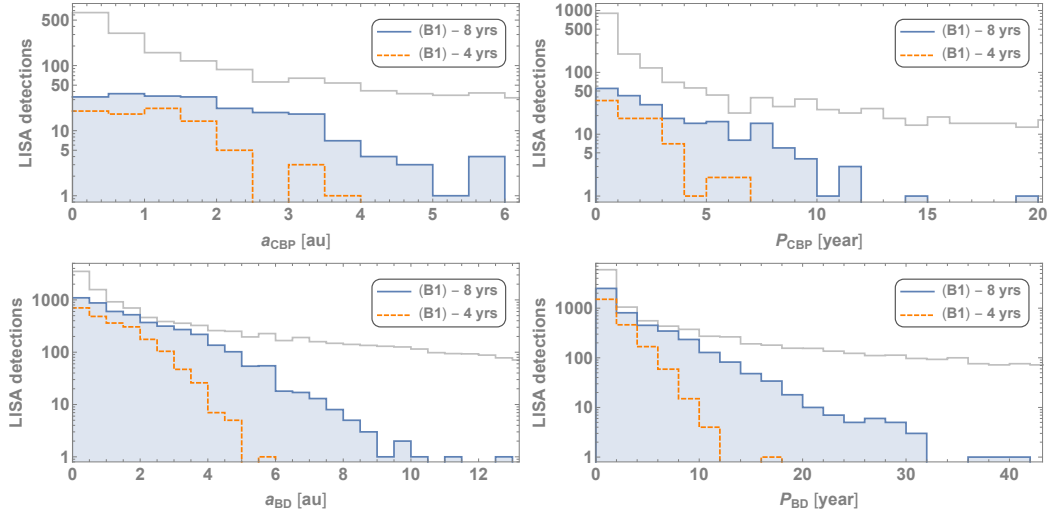 LISA detections
500
100
50
10
5
1
(B1) – 8 yrs
(B1) – 4 years
0 1 2 3 4 5 6
a_CBP [au]
LISA detections
1000
500
100
50
10
5
1
(B1) – 8 yrs
(B1) – 4 years
0 5 10 15 20
P_CBP [year]
LISA detections
1000
100
10
1
(B1) – 8 yrs
(B1) – 4 years
0 2 4 6 8 10 12
a_BD [au]
LISA detections
1000
100
10
1
(B1) – 8 yrs
(B1) – 4 years
0 10 20 30 40
P_BD [year]